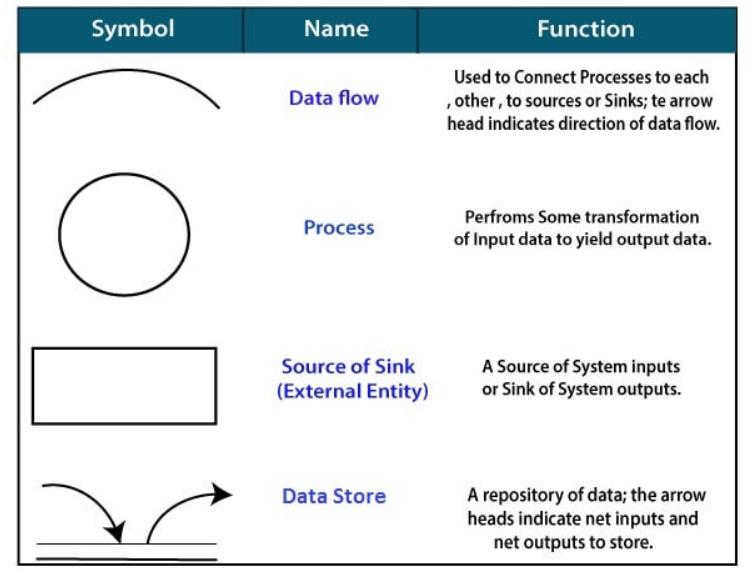 Symbol
Name
Function
Data flow
Used to Connect Processes to each
, other , to sources or Sinks; te arrow
head indicates direction of data flow.
Process
Perfroms Some transformation
of Input data to yield output data.
Source of Sink
(External Entity)
A Source of System inputs
or Sink of System outputs.
Data Store
A repository of data; the arrow
heads indicate net inputs and
net outputs to store.